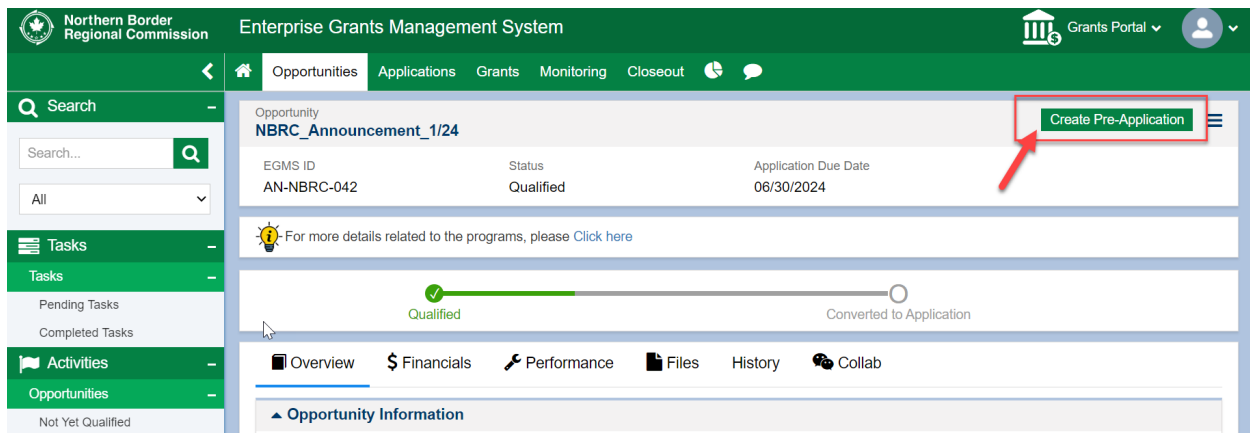 Northern Border
Regional Commission
Enterprise Grants Management System
Grants Portal
Opportunities Applications Grants Monitoring Closeout
Search
Opportunity
NBRC_Announcement_1/24
Create Pre-Application
Search...
EGMS ID Status Application Due Date
AN-NBRC-042 Qualified 06/30/2024
All
For more details related to the programs, please Click here
Tasks
Tasks
Pending Tasks
Qualified Converted to Application
Completed Tasks
Activities
Overview $ Financials Performance Files History Collab
Opportunities
Opportunity Information
Not Yet Qualified